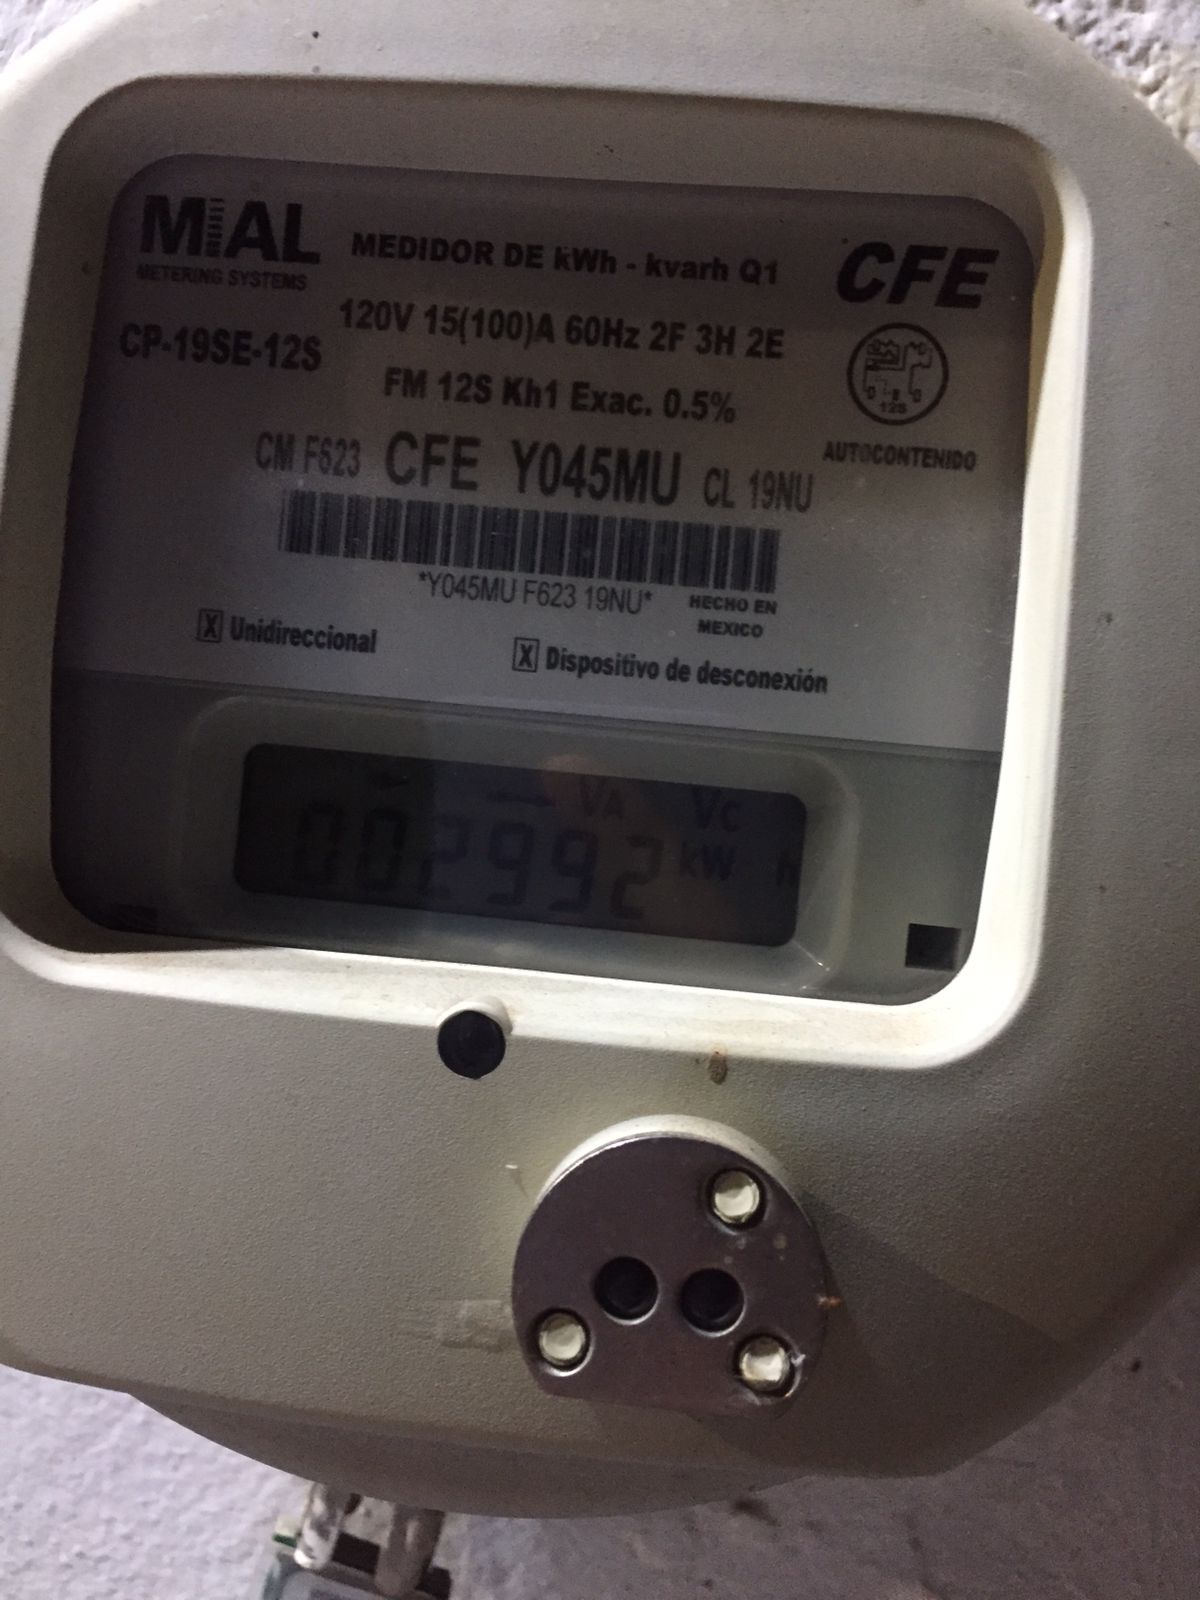 MIAL
METERING SYSTEMS
MEDIDOR DE kWh - kvarh Q1
CFE
CP-19SE-12S
120V 15(100)A 60Hz 2F 3H 2E
FM 12S Kh1 Exac. 0.5%
12S
AUTOCONTENIDO
CM F623 CFE Y045MU CL 19NU
*Y045MU F623 19NU*
HECHO EN
MEXICO
X Unidireccional
X Dispositivo de desconexión
VA VC
002992 kW h